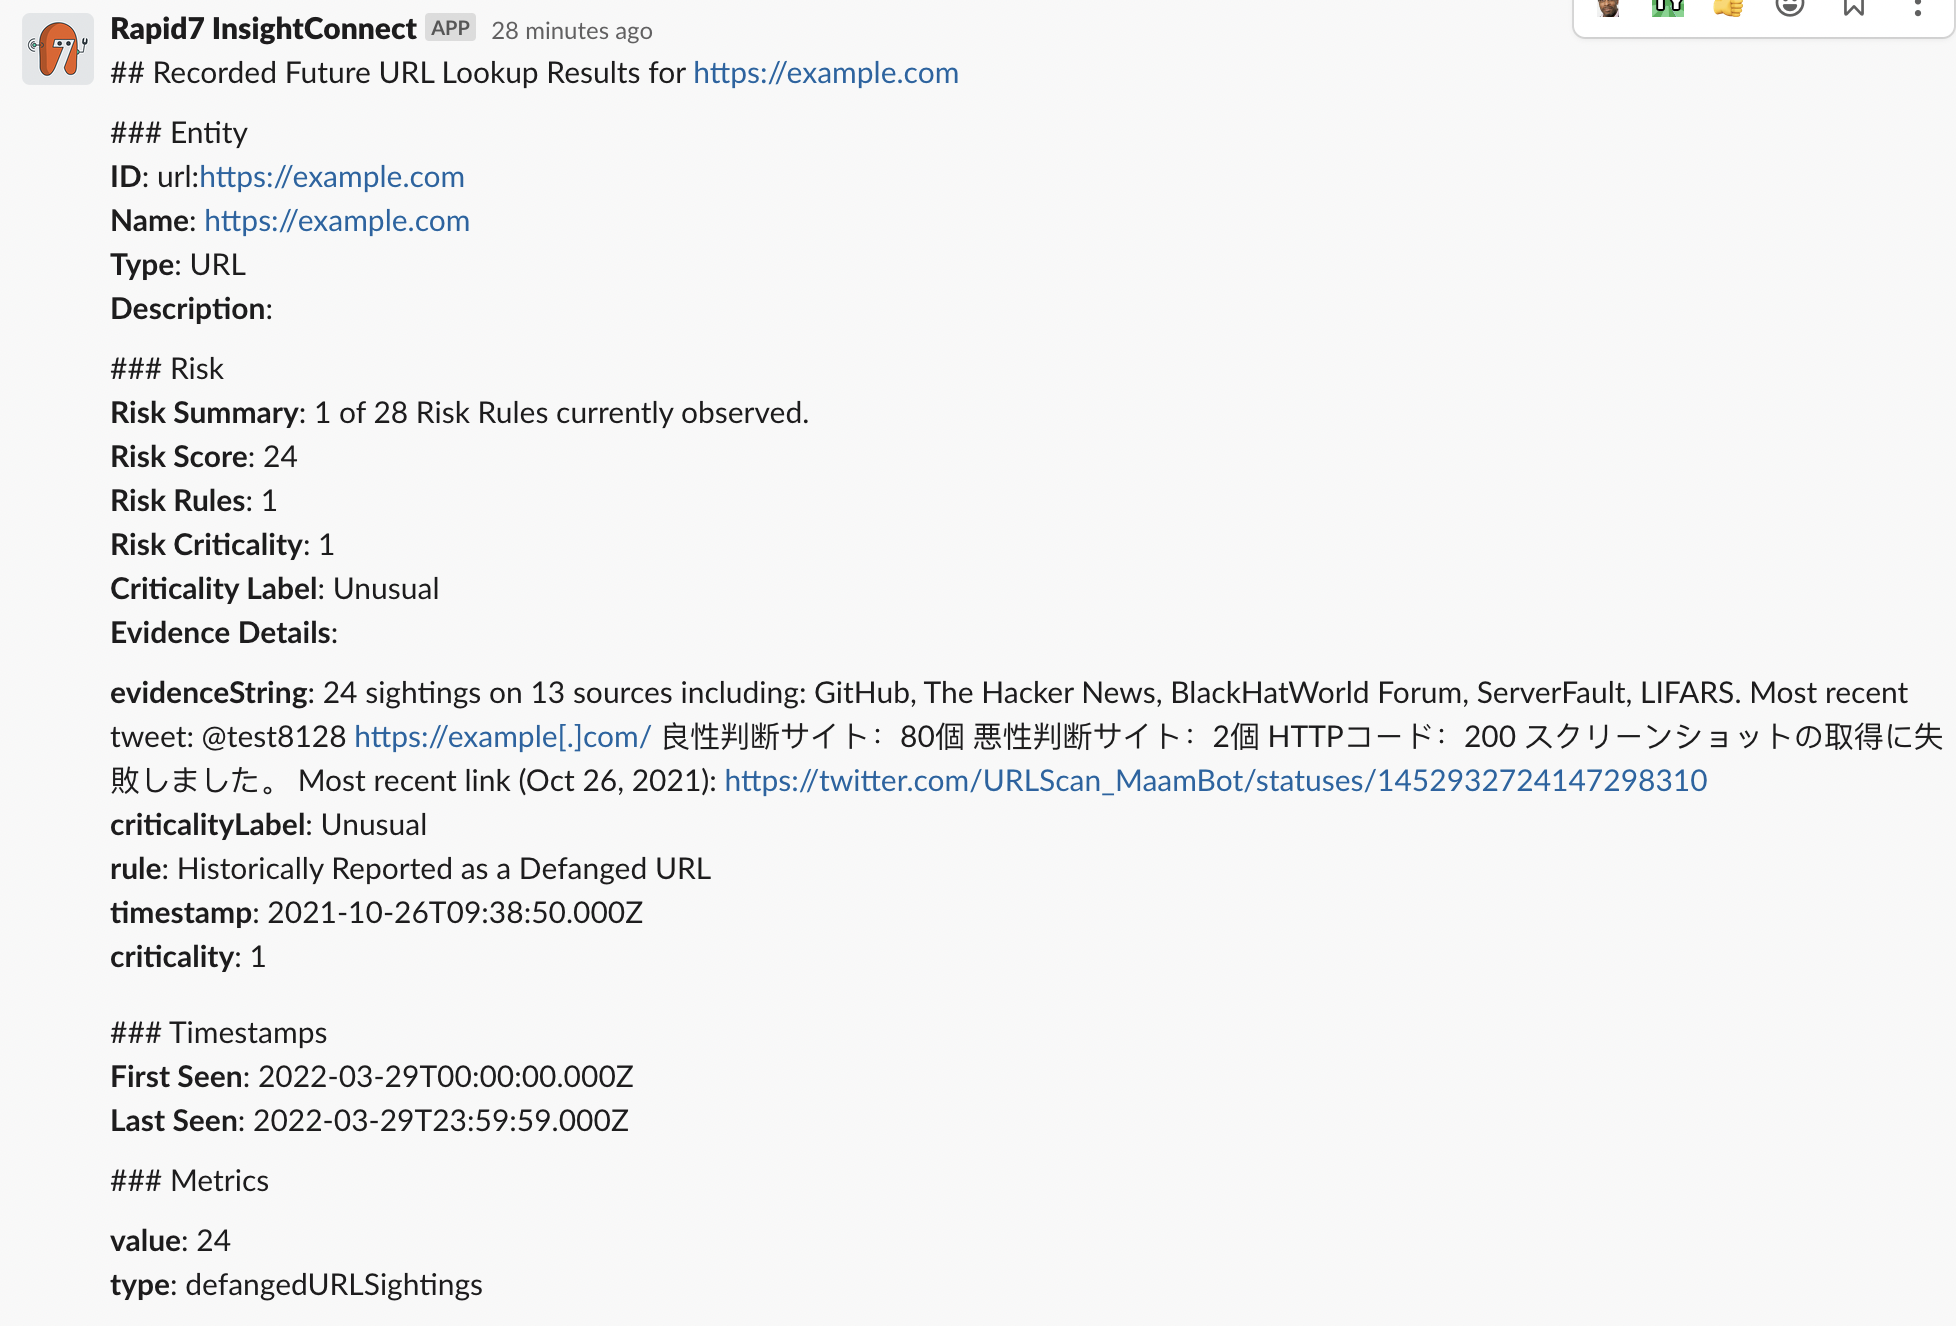 Rapid7 InsightConnect APP 28 minutes ago
## Recorded Future URL Lookup Results for https://example.com
### Entity
ID: url:https://example.com
Name: https://example.com
Type: URL
Description:
### Risk
Risk Summary: 1 of 28 Risk Rules currently observed.
Risk Score: 24
Risk Rules: 1
Risk Criticality: 1
Criticality Label: Unusual
Evidence Details:
evidenceString: 24 sightings on 13 sources including: GitHub, The Hacker News, BlackHatWorld Forum, ServerFault, LIFARS. Most recent
tweet: @test8128 https://example[.]com/ 良性判断サイト： 80個 悪性判断サイト： 2個 HTTPコード： 200 スクリーンショットの取得に失
敗しました。 Most recent link (Oct 26, 2021): https://twitter.com/URLScan_MaamBot/statuses/1452932724147298310
criticalityLabel: Unusual
rule: Historically Reported as a Defanged URL
timestamp: 2021-10-26T09:38:50.000Z
criticality: 1
### Timestamps
First Seen: 2022-03-29T00:00:00.000Z
Last Seen: 2022-03-29T23:59:59.000Z
### Metrics
value: 24
type: defangedURLSightings